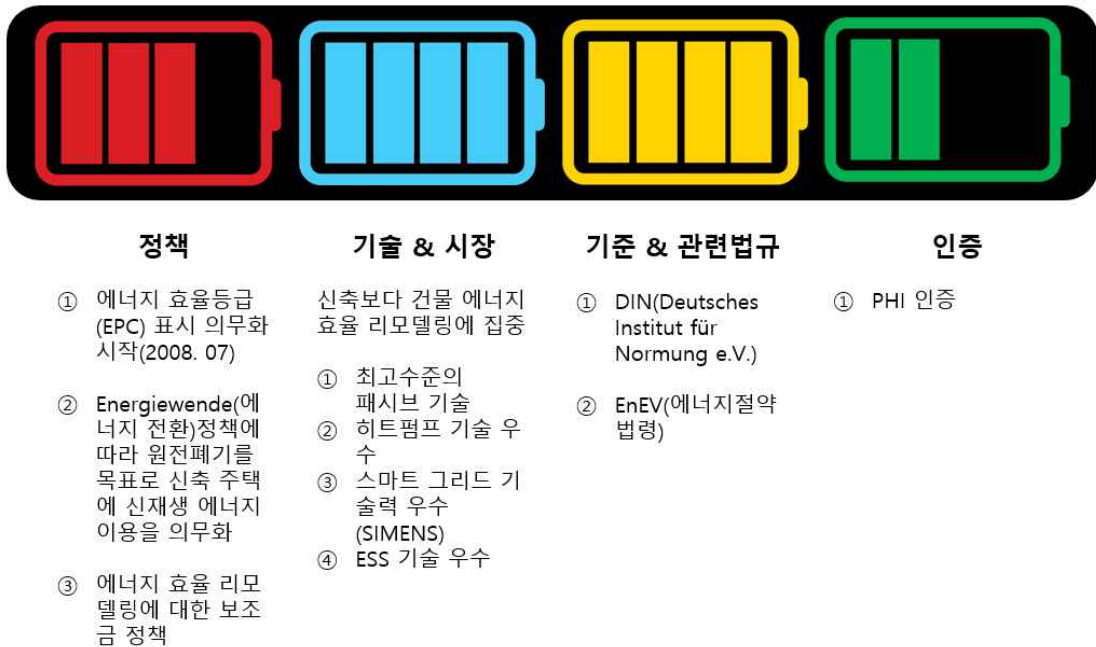 정책
① 에너지 효율등급
(EPC) 표시 의무화
시작(2008. 07)
② Energiewende(에
너지 전환)정책에
따라 원전폐기를
목표로 신축 주택
에 신재생 에너지
이용을 의무화
③ 에너지 효율 리모
델링에 대한 보조
금 정책
기술 & 시장
신축보다 건물 에너지
효율 리모델링에 집중
① 최고수준의
패시브 기술
② 히트펌프 기술 우
수
③ 스마트 그리드 기
술력 우수
(SIMENS)
④ ESS 기술 우수
기준 & 관련법규
① DIN(Deutsches
Institut für
Normung e.V.)
② EnEV(에너지절약
법령)
인증
① PHI 인증